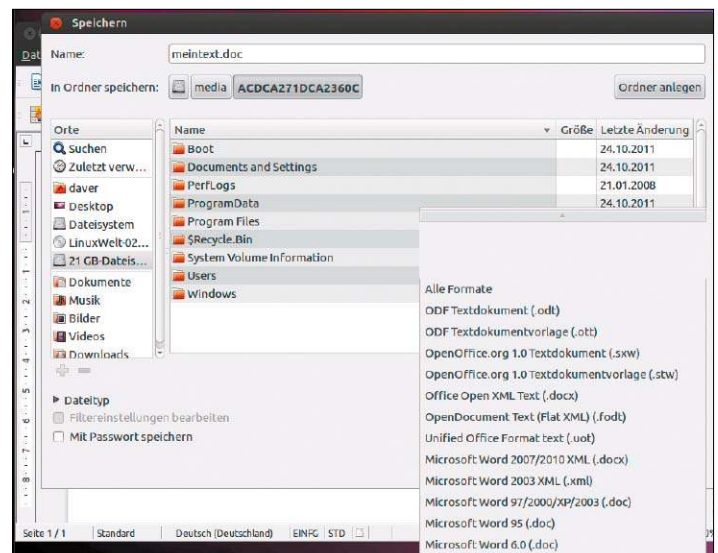 Speichern
Dat
Name: meintext.doc
In Ordner speichern: media ACDCA271DCA2360C Ordner anlegen
Orte Name Größe Letzte Änderung
Suchen Boot 24.10.2011
Zuletzt verw... Documents and Settings 24.10.2011
daver PerfLogs 21.01.2008
Desktop ProgramData 24.10.2011
Dateisystem Program Files
LinuxWelt-02... $Recycle.Bin
21 GB-Dateis... System Volume Information
Dokumente Users
Musik Windows
Bilder
Videos
Downloads
Alle Formate
ODF Textdokument (.odt)
ODF Textdokumentvorlage (.ott)
OpenOffice.org 1.0 Textdokument (.sxw)
OpenOffice.org 1.0 Textdokumentvorlage (.stw)
Office Open XML Text (.docx)
OpenDocument Text (Flat XML) (.fodt)
Unified Office Format text (.uot)
Microsoft Word 2007/2010 XML (.docx)
Microsoft Word 2003 XML (.xml)
Microsoft Word 97/2000/XP/2003 (.doc)
Microsoft Word 95 (.doc)
Microsoft Word 6.0 (.doc)
Dateityp
Filtereinstellungen bearbeiten
Mit Passwort speichern
Seite 1 / 1 Standard Deutsch (Deutschland) EINFG STD